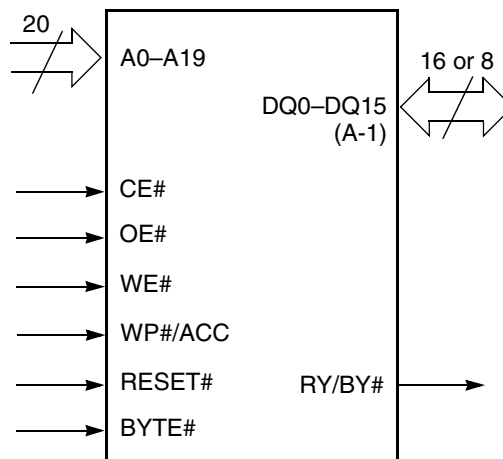 20
A0–A19
16 or 8
DQ0–DQ15
(A-1)
CE#
OE#
WE#
WP#/ACC
RESET#
RY/BY#
BYTE#